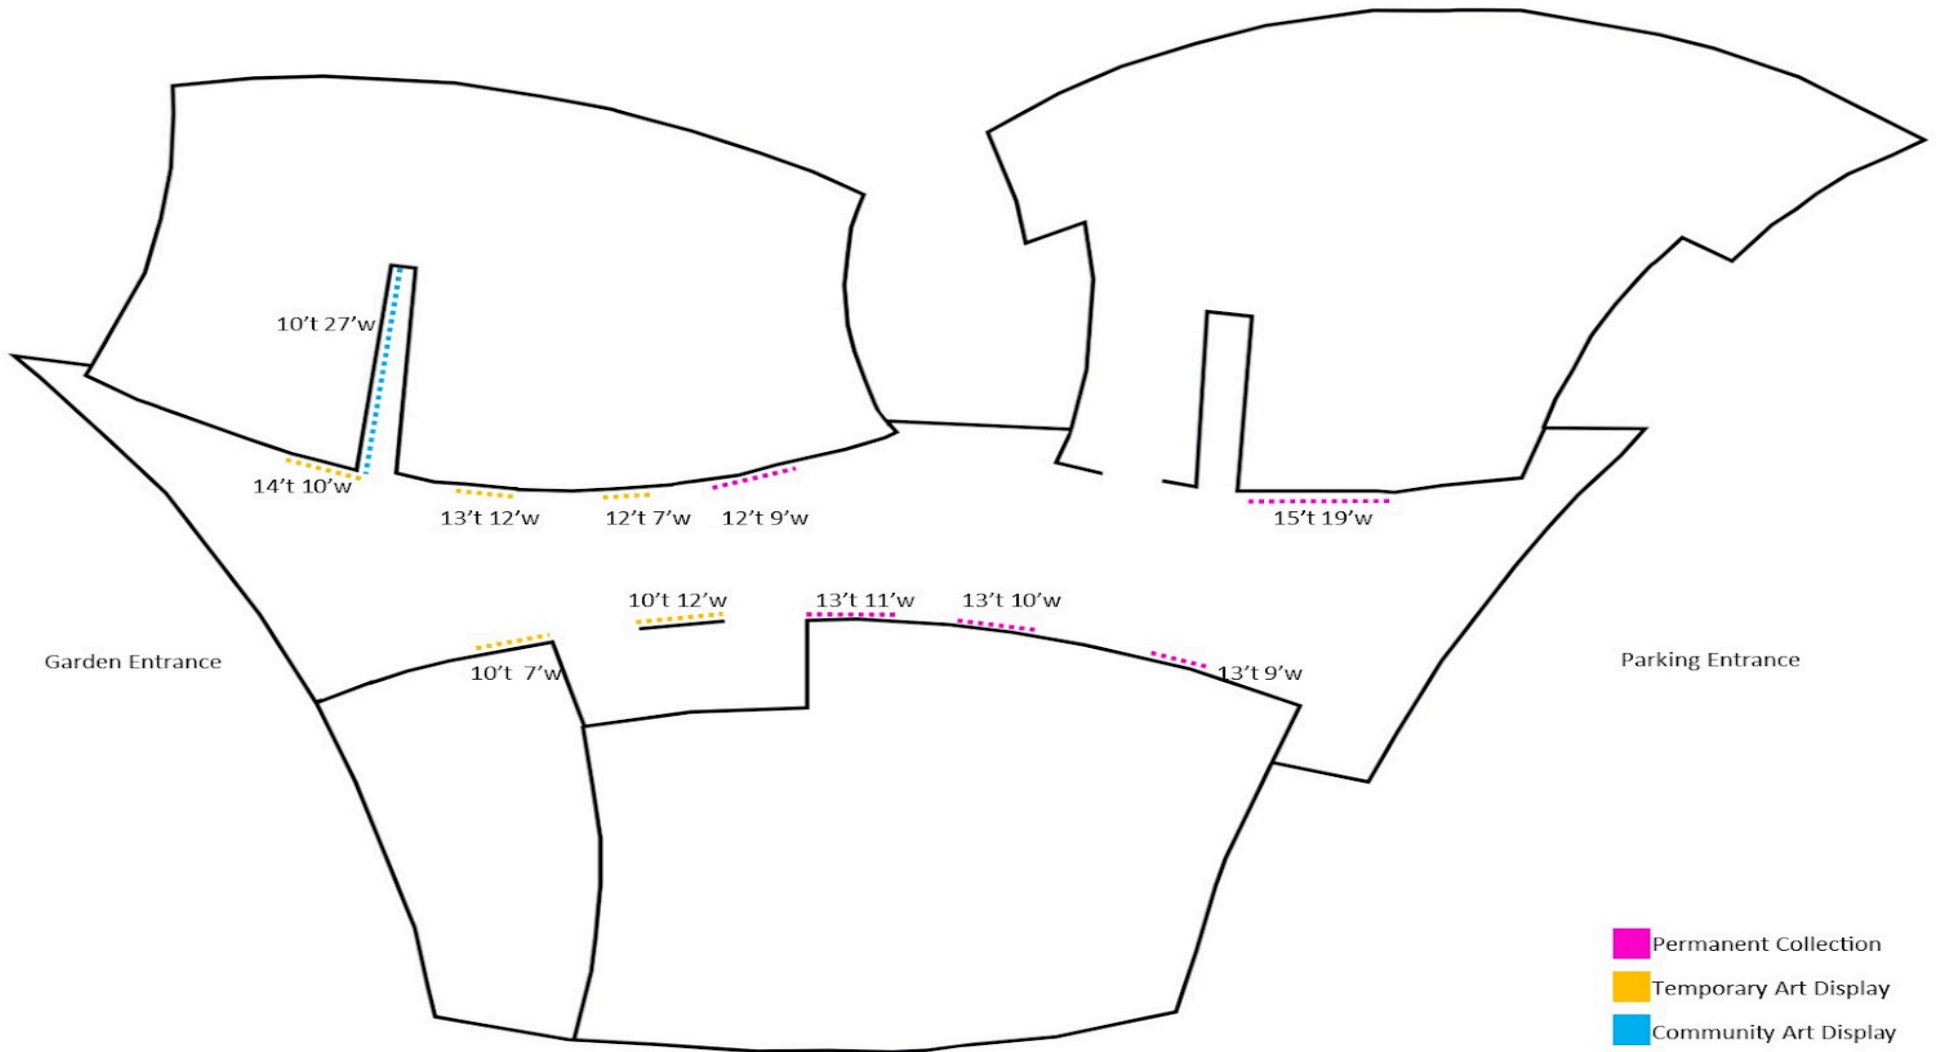 10’t 27’w
14’t 10’w
13’t 12’w
12’t 7’w
12’t 9’w
15’t 19’w
10’t 12’w
13’t 11’w
13’t 10’w
Garden Entrance
10’t 7’w
13’t 9’w
Parking Entrance
Permanent Collection
Temporary Art Display
Community Art Display